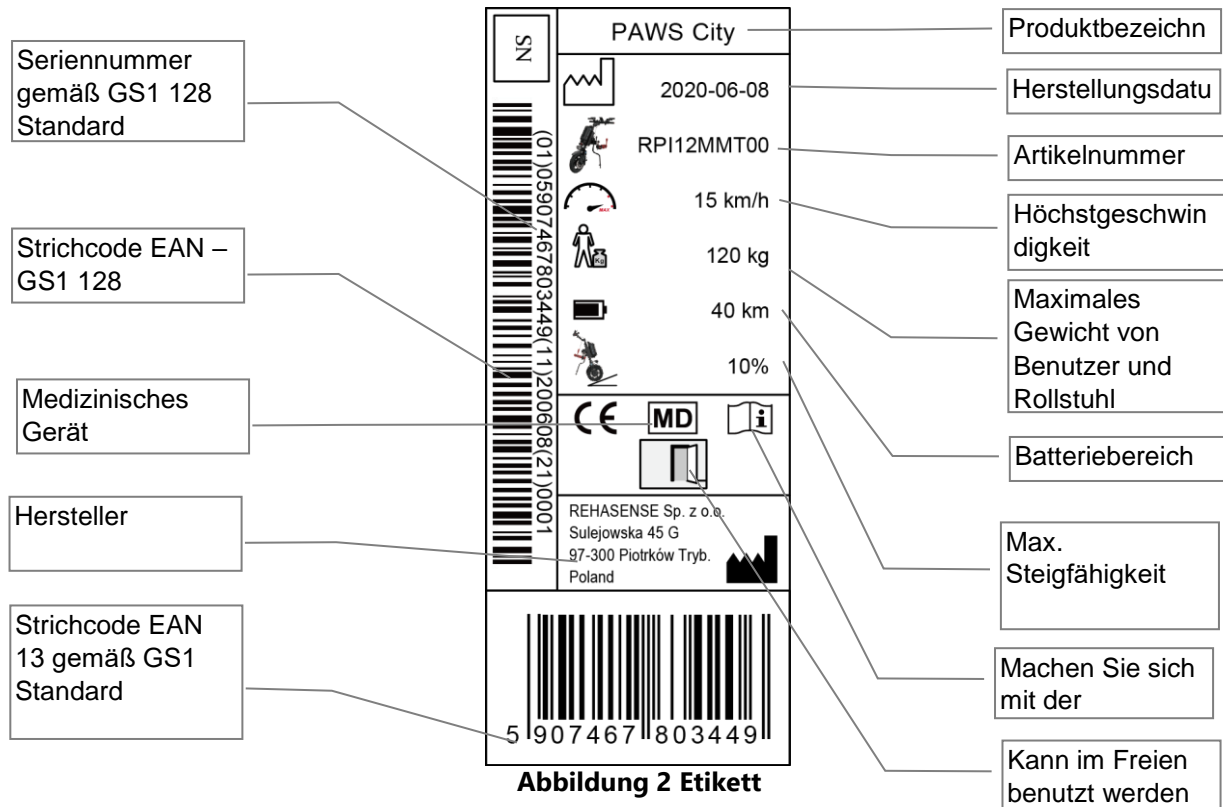 Seriennummer
gemäß GS1 128
Standard
Strichcode EAN –
GS1 128
Medizinisches
Gerät
Hersteller
Strichcode EAN
13 gemäß GS1
Standard
SN
(01)05907467803449(11)200608(21)0001
PAWS City
2020-06-08
RPI12MMT00
MAX
15 km/h
Kg
120 kg
40 km
10%
CE
MD
i
REHASENSE Sp. z o.o.
Sulejowska 45 G
97-300 Piotrków Tryb.
Poland
5 907467 803449
Abbildung 2 Etikett
Produktbezeichn
Herstellungsdatu
Artikelnummer
Höchstgeschwin
digkeit
Maximales
Gewicht von
Benutzer und
Rollstuhl
Batteriebereich
Max.
Steigfähigkeit
Machen Sie sich
mit der
Kann im Freien
benutzt werden